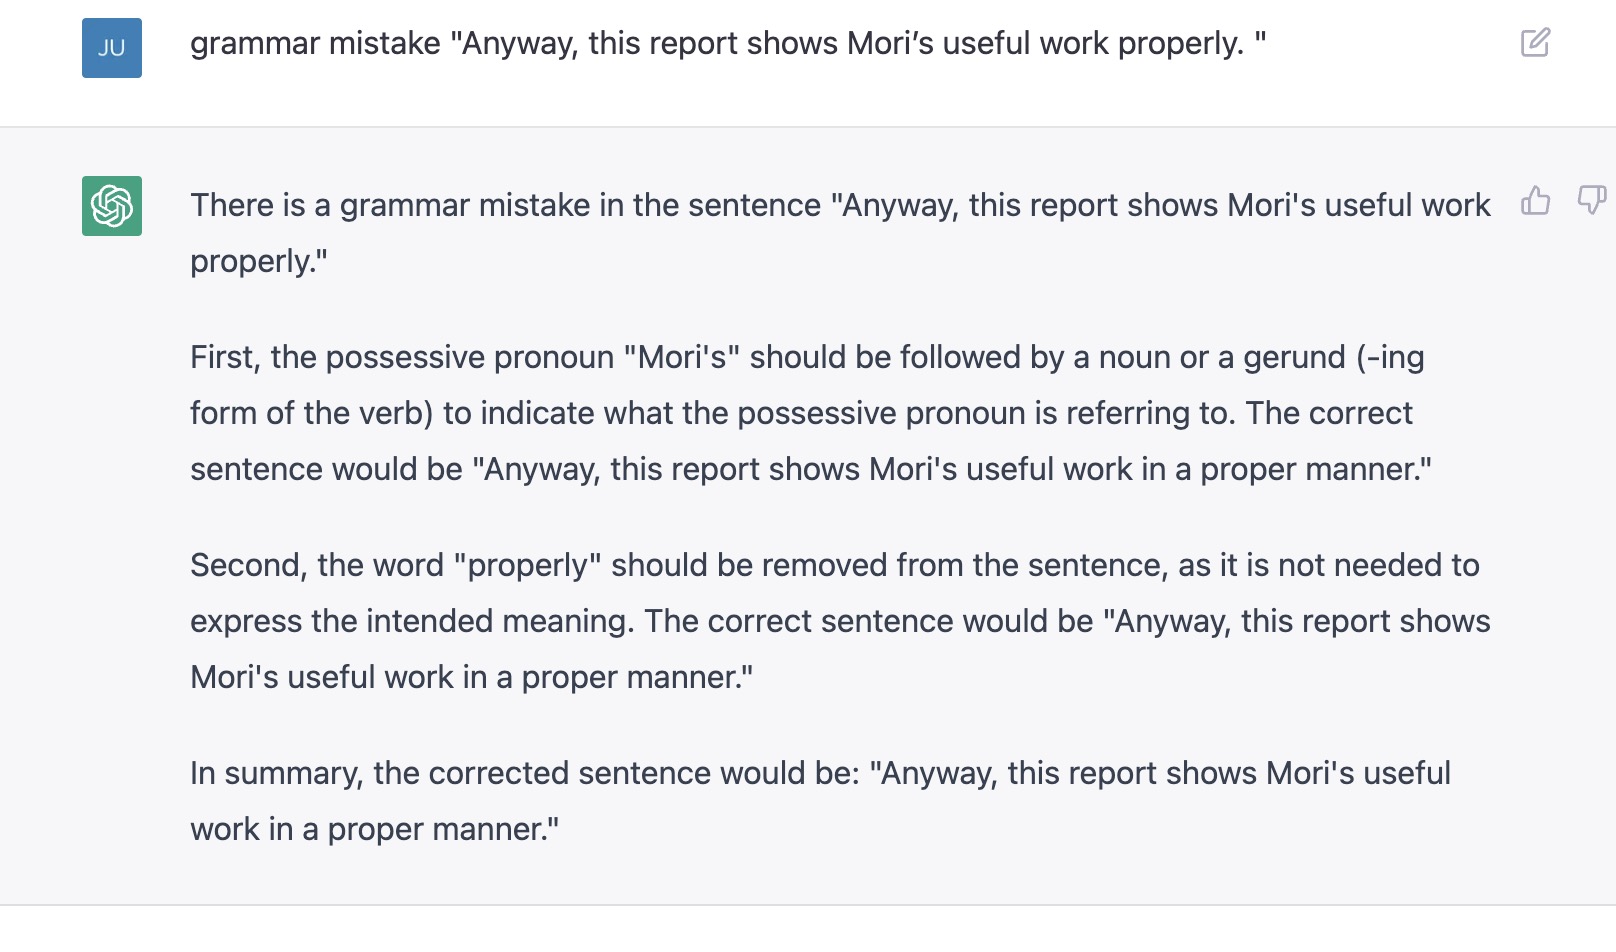 JU
grammar mistake "Anyway, this report shows Mori’s useful work properly. "
There is a grammar mistake in the sentence "Anyway, this report shows Mori's useful work
properly."
First, the possessive pronoun "Mori's" should be followed by a noun or a gerund (-ing
form of the verb) to indicate what the possessive pronoun is referring to. The correct
sentence would be "Anyway, this report shows Mori's useful work in a proper manner."
Second, the word "properly" should be removed from the sentence, as it is not needed to
express the intended meaning. The correct sentence would be "Anyway, this report shows
Mori's useful work in a proper manner."
In summary, the corrected sentence would be: "Anyway, this report shows Mori's useful
work in a proper manner."